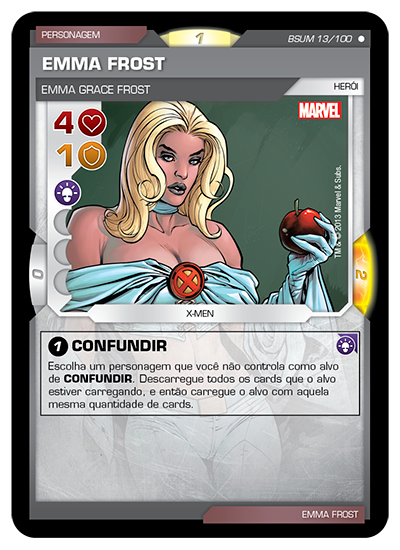 PERSONAGEM
1
BSUM 13/100
EMMA FROST
EMMA GRACE FROST
HERÓI
4
MARVEL
1
TM & © 2013 Marvel & Subs.
0
2
X-MEN
1 CONFUNDIR
Escolha um personagem que você não controla como alvo
de CONFUNDIR. Descarregue todos os cards que o alvo
estiver carregando, e então carregue o alvo com aquela
mesma quantidade de cards.
EMMA FROST